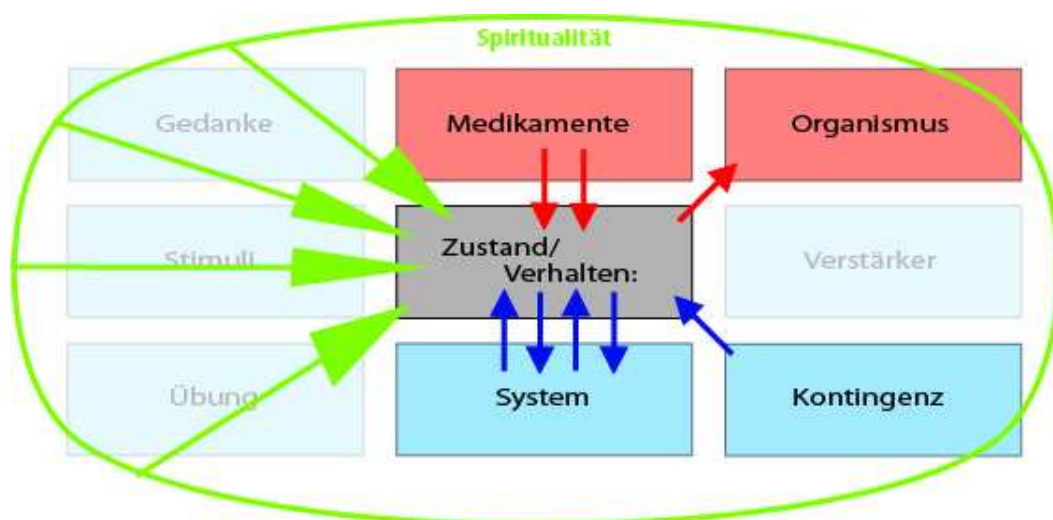 Spiritualität
Gedanke
Medikamente
Organismus
Stimuli
Zustand/
Verhalten:
Verstärker
Übung
System
Kontingenz